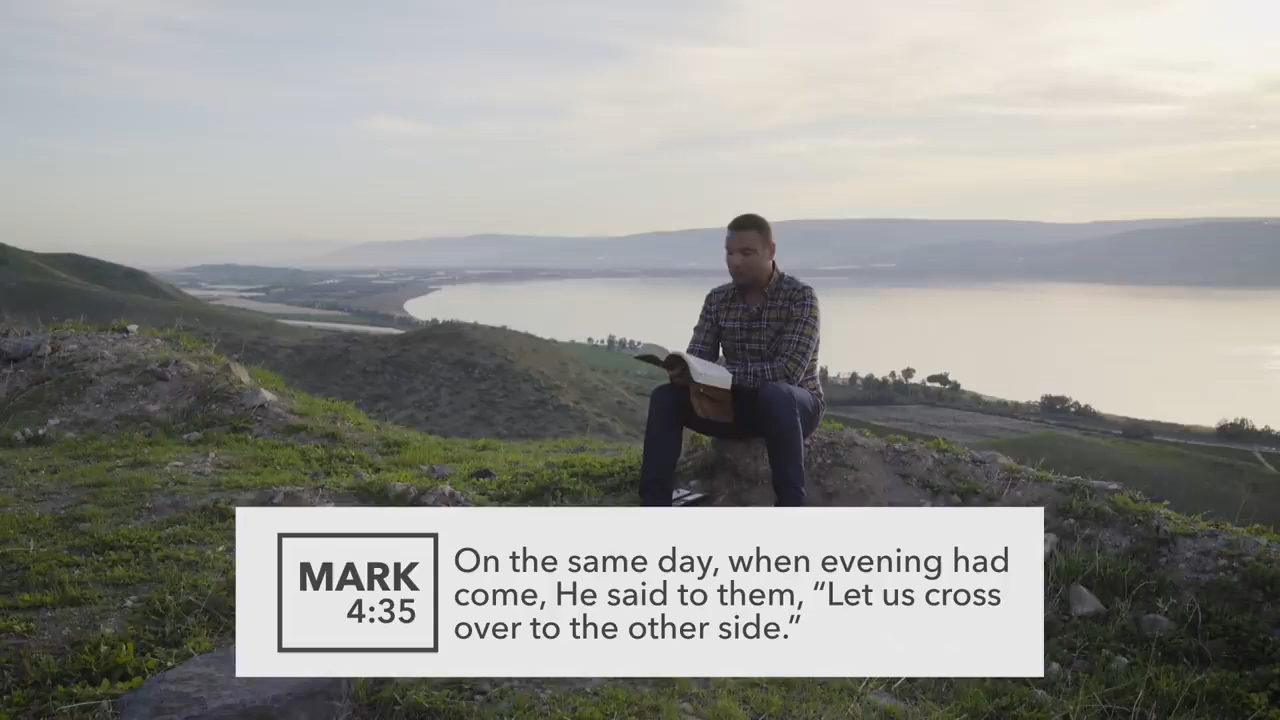 MARK
4:35
On the same day, when evening had
come, He said to them, “Let us cross
over to the other side.”